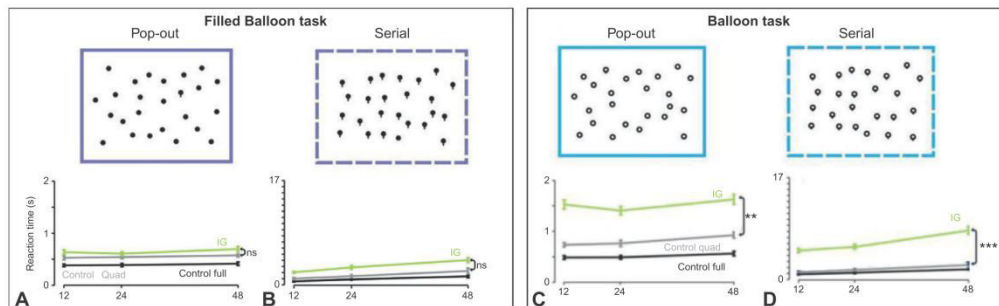 Filled Balloon task
Pop-out
Serial
2
1
0
Reaction time (s)
IG
ns
Control Quad
Control full
12
24
48
A
17
0
IG
ns
12
24
48
B
Balloon task
Pop-out
Serial
2
1
0
IG
**
Control quad
Control full
12
24
48
C
17
0
IG
***
12
24
48
D